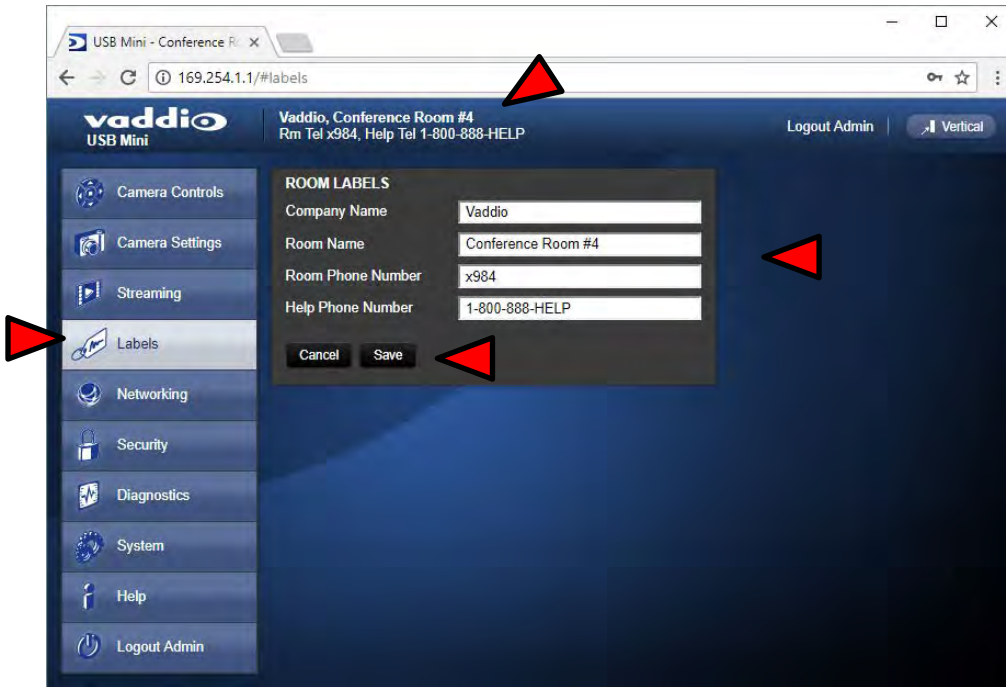 USB Mini - Conference R
169.254.1.1/#labels
vaddio
USB Mini
Vaddio, Conference Room #4
Rm Tel x984, Help Tel 1-800-888-HELP
Logout Admin
Vertical
Camera Controls
Camera Settings
Streaming
Labels
Networking
Security
Diagnostics
System
Help
Logout Admin
ROOM LABELS
Company Name Vaddio
Room Name Conference Room #4
Room Phone Number x984
Help Phone Number 1-800-888-HELP
Cancel Save